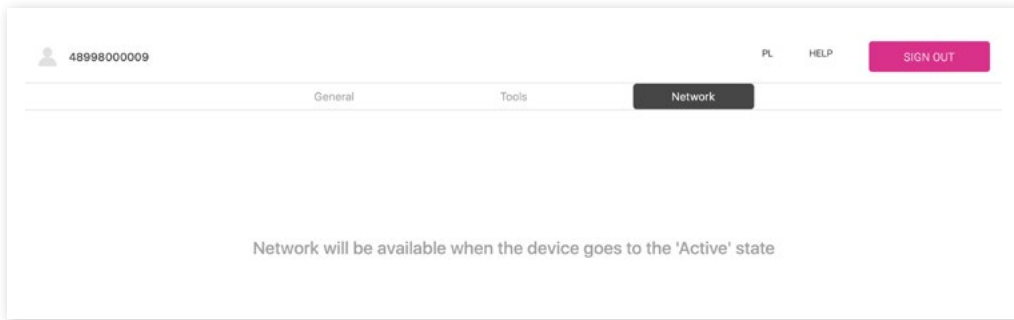 48998000009 PL HELP SIGN OUT
General Tools Network
Network will be available when the device goes to the 'Active' state